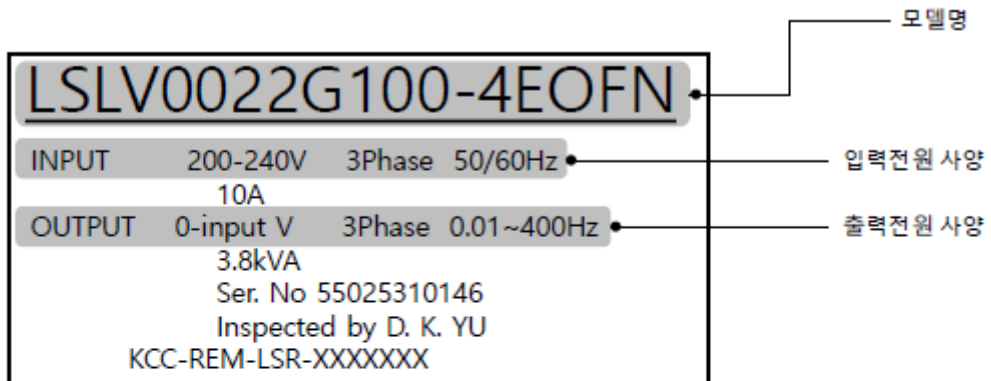 모델명
LSLV0022G100-4EOFN
INPUT 200-240V 3Phase 50/60Hz 입력전원 사양
10A
OUTPUT 0-input V 3Phase 0.01~400Hz 출력전원 사양
3.8kVA
Ser. No 55025310146
Inspected by D. K. YU
KCC-REM-LSR-XXXXXXX